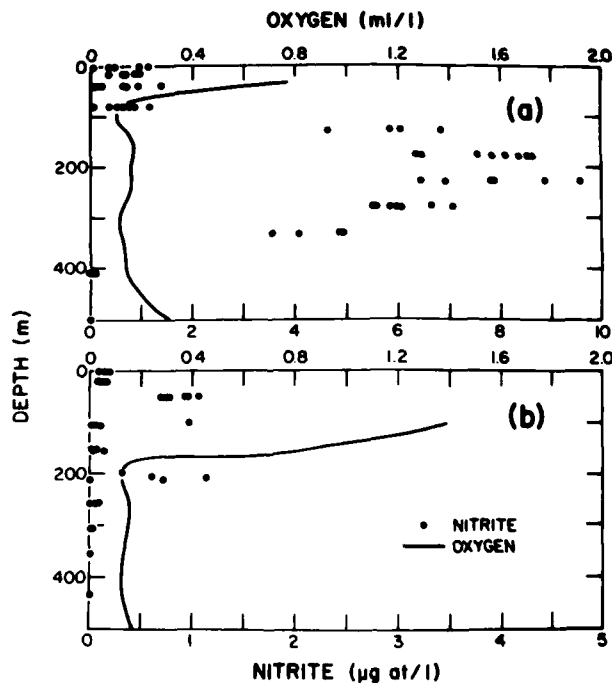 OXYGEN (ml/l)
0 0.4 0.8 1.2 1.6 2.0
0
200
400
(a)
0 2 4 6 8 10
0 0.4 0.8 1.2 1.6 2.0
0
200
400
(b)
DEPTH (m)
NITRITE
OXYGEN
0 1 2 3 4 5
NITRITE (µg at/l)